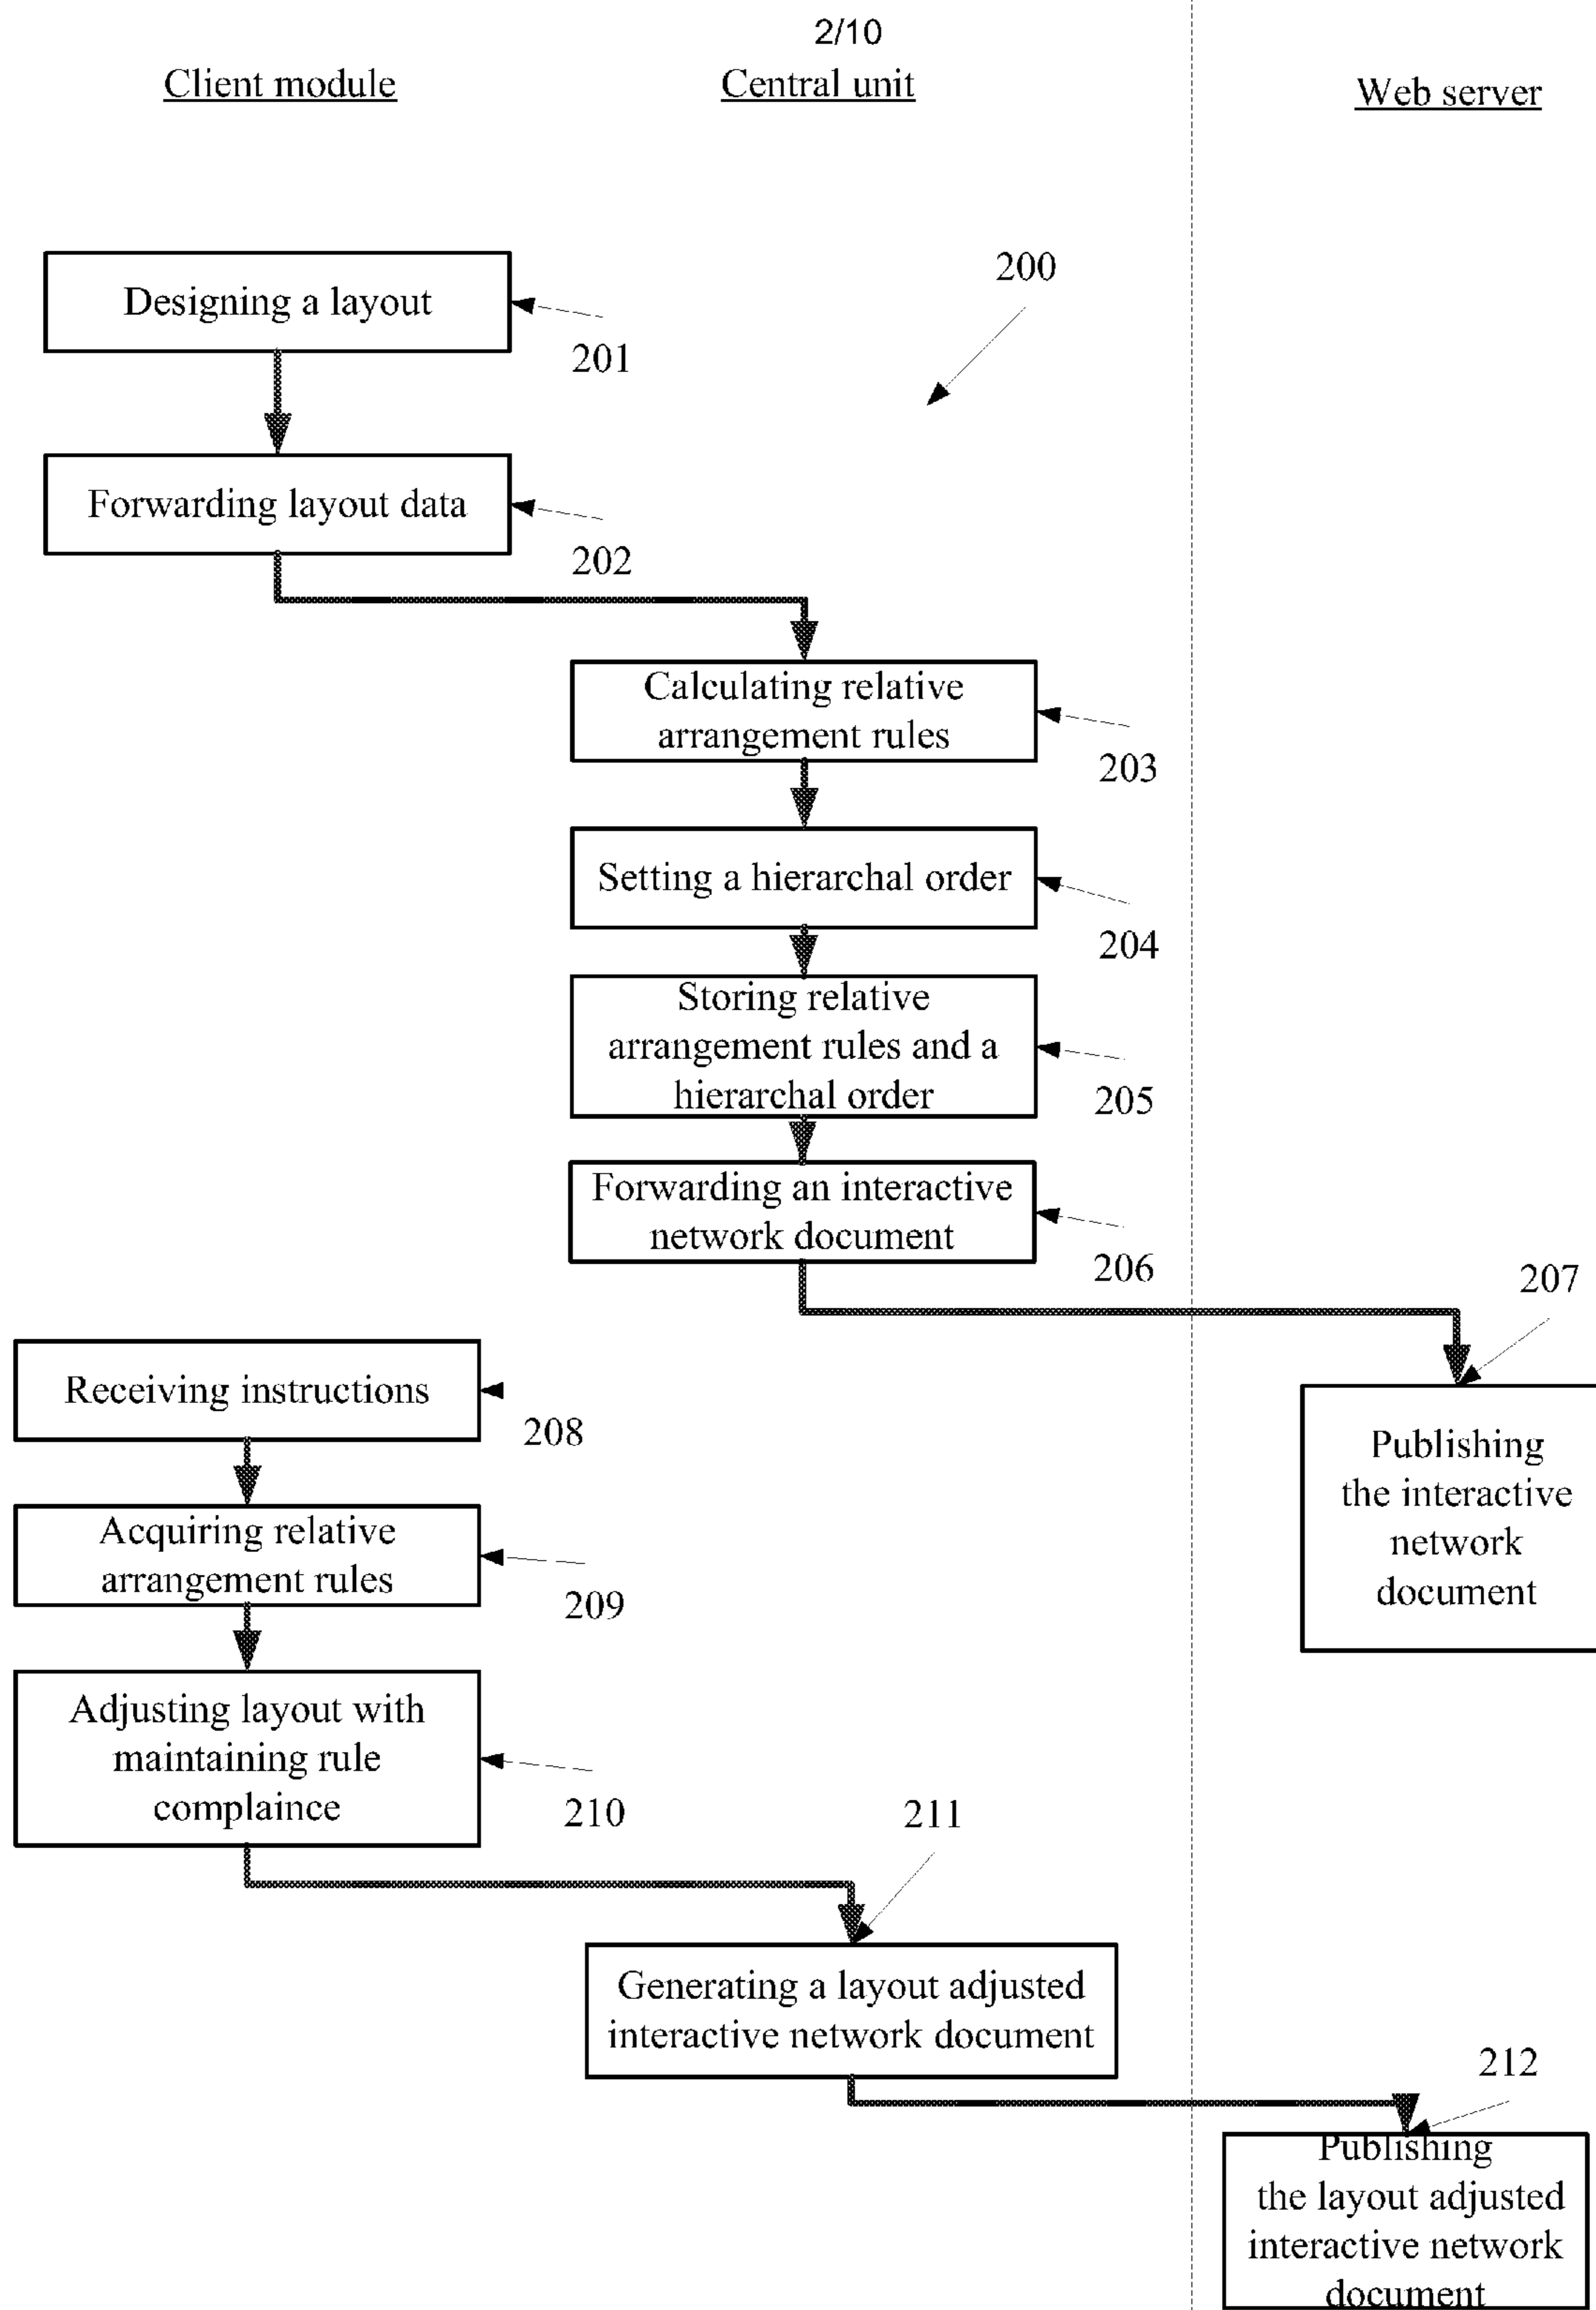 2/10
Client module
Central unit
Web server
200
Designing a layout
201
Forwarding layout data
202
Calculating relative
arrangement rules
203
Setting a hierarchal order
204
Storing relative
arrangement rules and a
hierarchal order
205
Forwarding an interactive
network document
206
207
Publishing
the interactive
network
document
Receiving instructions
208
Acquiring relative
arrangement rules
209
Adjusting layout with
maintaining rule
complaince
210
211
Generating a layout adjusted
interactive network document
212
Publishing
the layout adjusted
interactive network
document